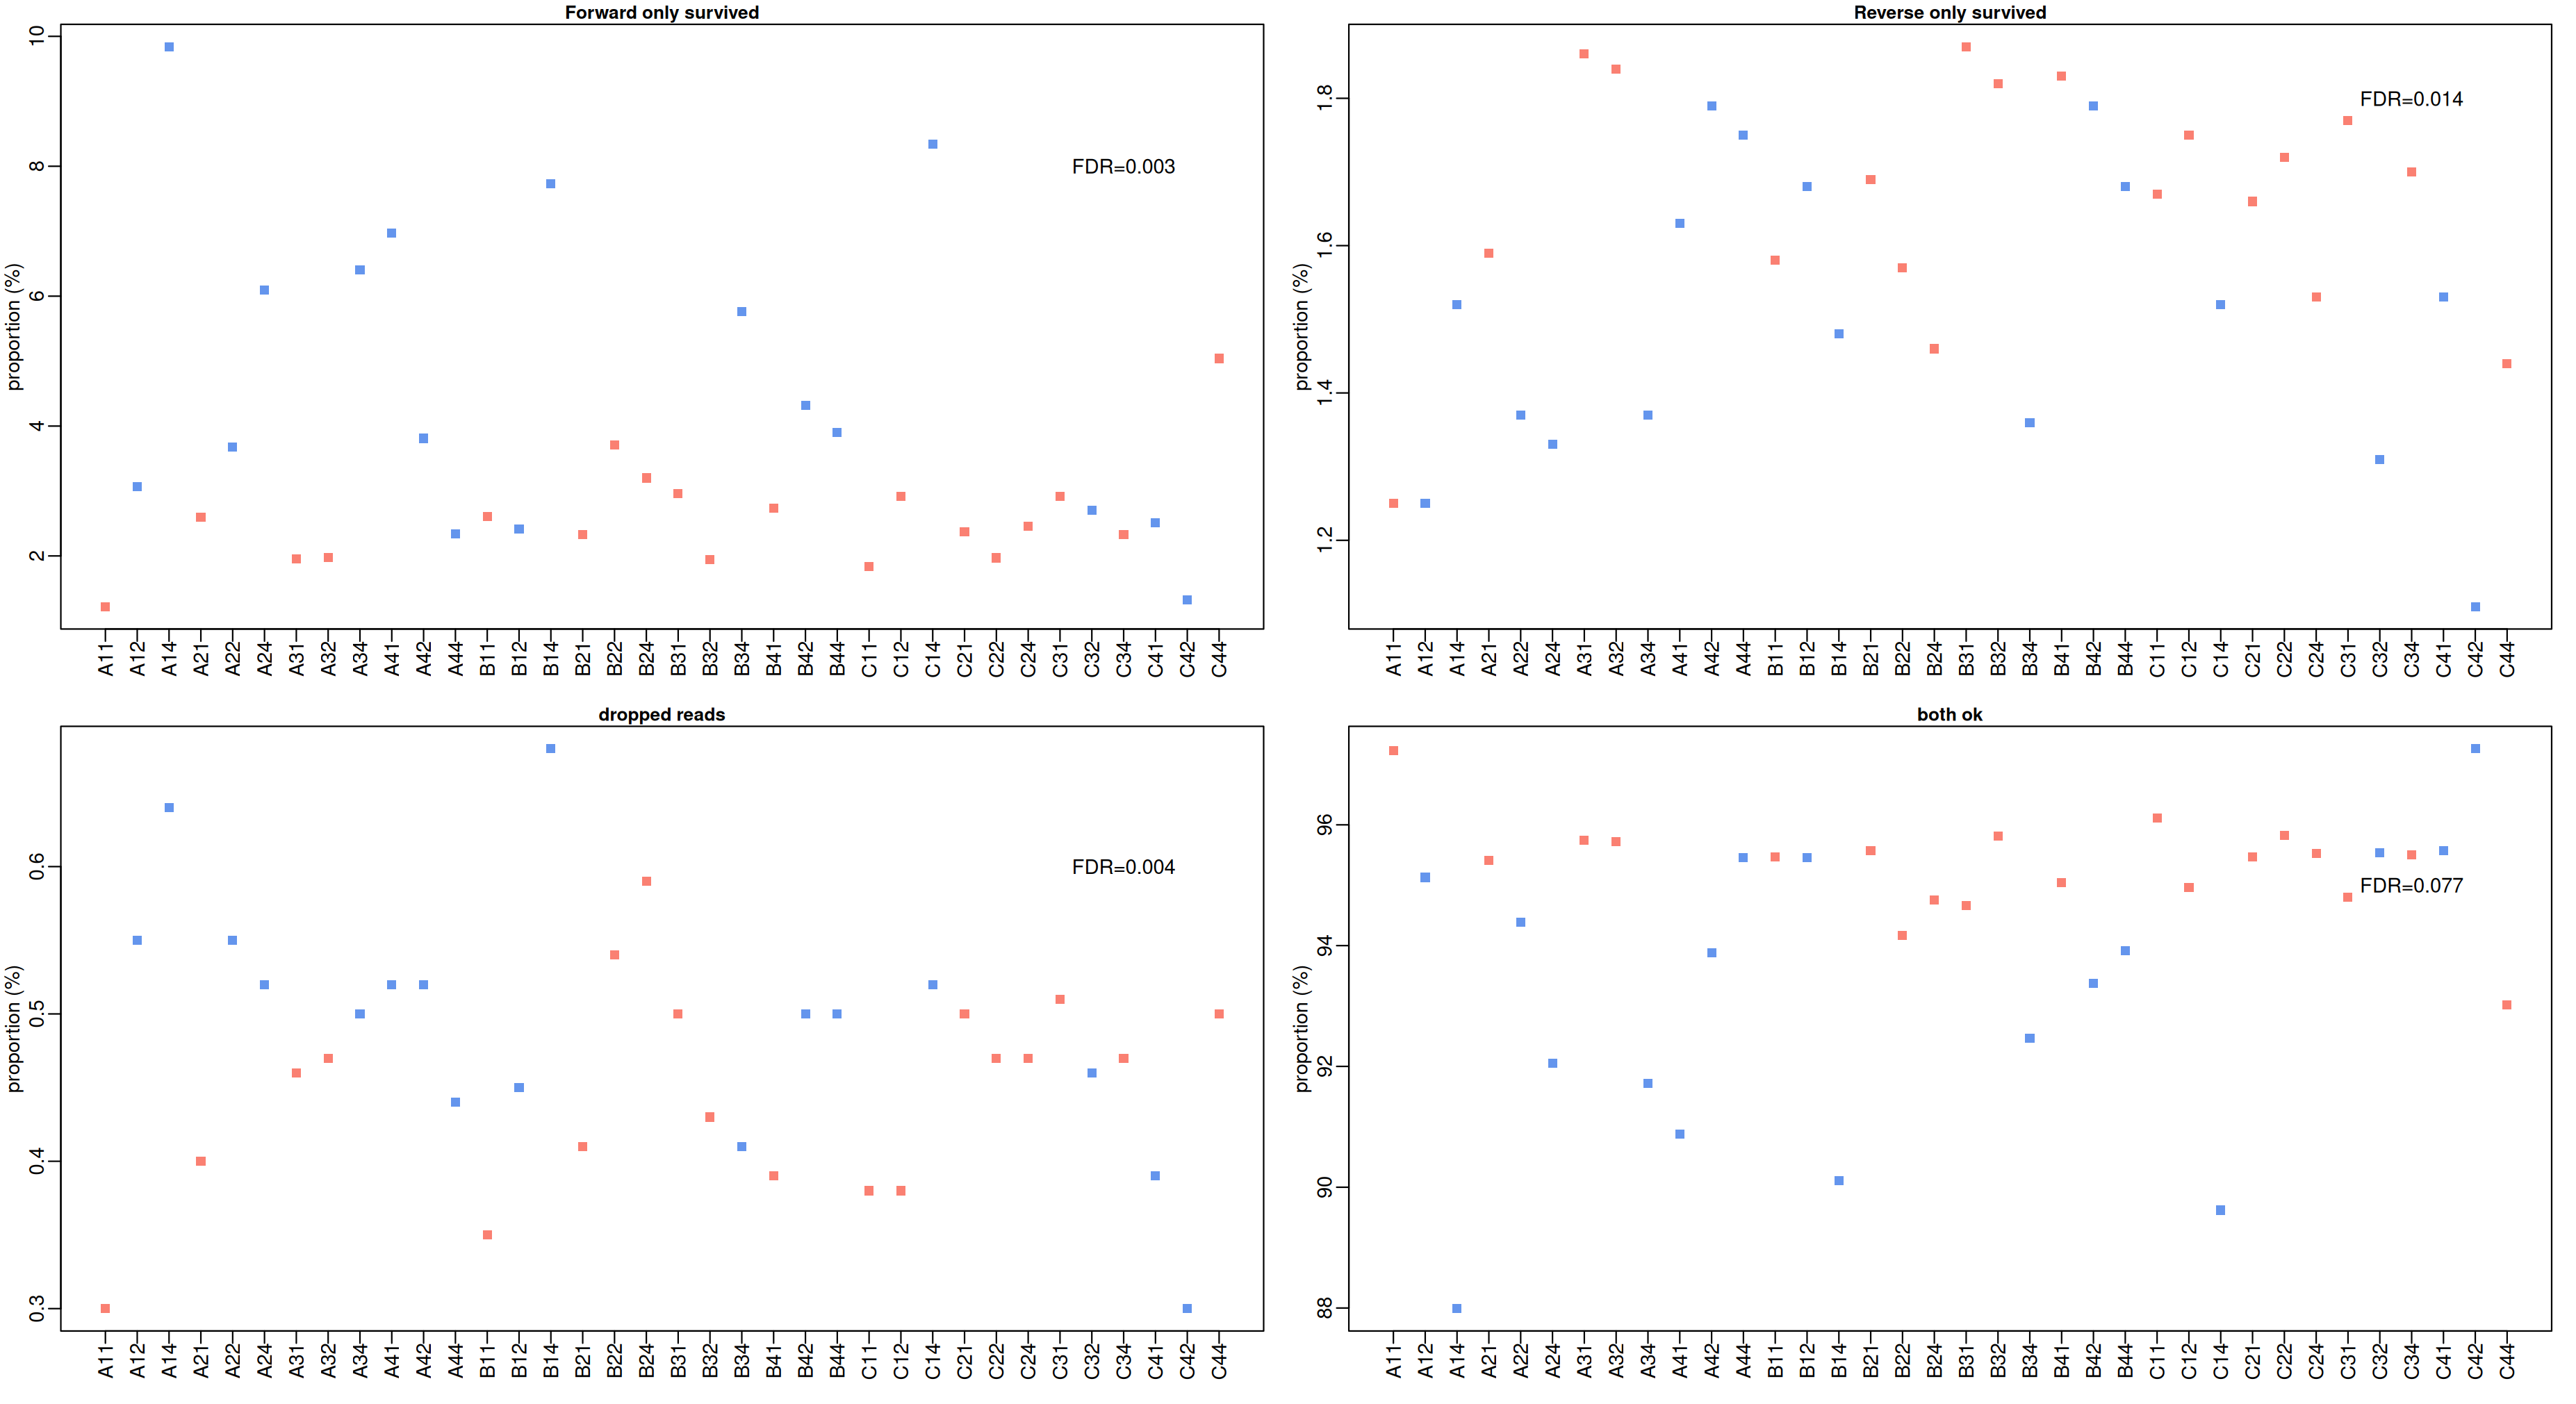 Forward only survived
proportion (%)
10
8
6
4
2
FDR=0.003
A11 A12 A14 A21 A22 A24 A31 A32 A34 A41 A42 A44 B11 B12 B14 B21 B22 B24 B31 B32 B34 B41 B42 B44 C11 C12 C14 C21 C22 C24 C31 C32 C34 C41 C42 C44
Reverse only survived
proportion (%)
1.8
1.6
1.4
1.2
FDR=0.014
A11 A12 A14 A21 A22 A24 A31 A32 A34 A41 A42 A44 B11 B12 B14 B21 B22 B24 B31 B32 B34 B41 B42 B44 C11 C12 C14 C21 C22 C24 C31 C32 C34 C41 C42 C44
dropped reads
proportion (%)
0.6
0.5
0.4
0.3
FDR=0.004
A11 A12 A14 A21 A22 A24 A31 A32 A34 A41 A42 A44 B11 B12 B14 B21 B22 B24 B31 B32 B34 B41 B42 B44 C11 C12 C14 C21 C22 C24 C31 C32 C34 C41 C42 C44
both ok
proportion (%)
96
94
92
90
88
FDR=0.077
A11 A12 A14 A21 A22 A24 A31 A32 A34 A41 A42 A44 B11 B12 B14 B21 B22 B24 B31 B32 B34 B41 B42 B44 C11 C12 C14 C21 C22 C24 C31 C32 C34 C41 C42 C44